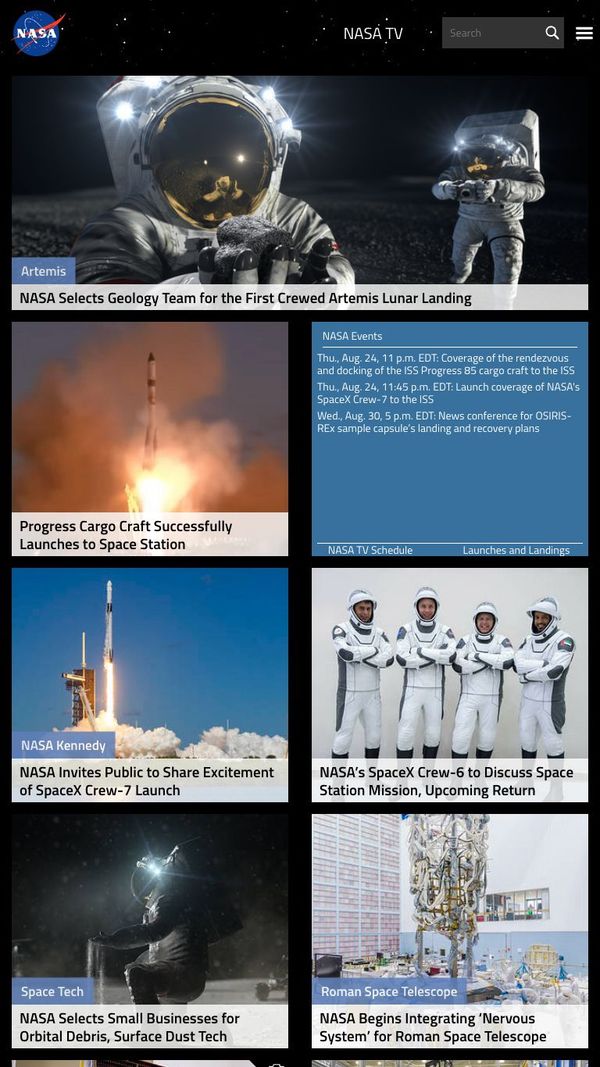 NASA
NASA TV
Search
Artemis
NASA Selects Geology Team for the First Crewed Artemis Lunar Landing
Progress Cargo Craft Successfully
Launches to Space Station
NASA Events
Thu., Aug. 24, 11 p.m. EDT: Coverage of the rendezvous
and docking of the ISS Progress 85 cargo craft to the ISS
Thu., Aug. 24, 11:45 p.m. EDT: Launch coverage of NASA's
SpaceX Crew-7 to the ISS
Wed., Aug. 30, 5 p.m. EDT: News conference for OSIRIS-
REx sample capsule's landing and recovery plans
NASA TV Schedule
Launches and Landings
NASA Kennedy
NASA Invites Public to Share Excitement
of SpaceX Crew-7 Launch
NASA’s SpaceX Crew-6 to Discuss Space
Station Mission, Upcoming Return
Space Tech
NASA Selects Small Businesses for
Orbital Debris, Surface Dust Tech
Roman Space Telescope
NASA Begins Integrating ‘Nervous
System’ for Roman Space Telescope